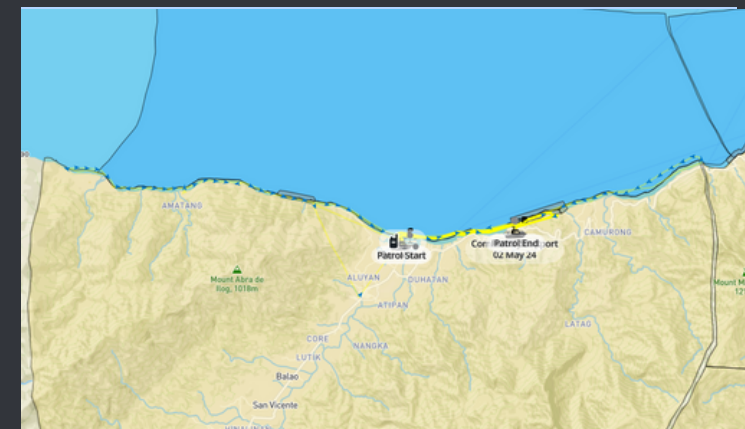 AMATANG
CAMURONG
Patrol End
02 May 24
Patrol Start
Mount Abra de
Ilog, 1018m
ALUYAN
DUHATAN
ATIPAN
LATAG
CORE
NANGKA
LUTIK
Balao
San Vicente